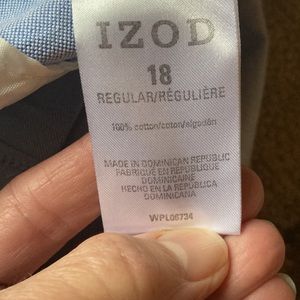 IZOD
18
REGULAR/RÉGULIÈRE
100% cotton/coton/algodón
MADE IN DOMINICAN REPUBLIC
FABRIQUE EN REPUBLIQUE
DOMINICAINE
HECHO EN LA REPUBLICA
DOMINICANA
WPL06734